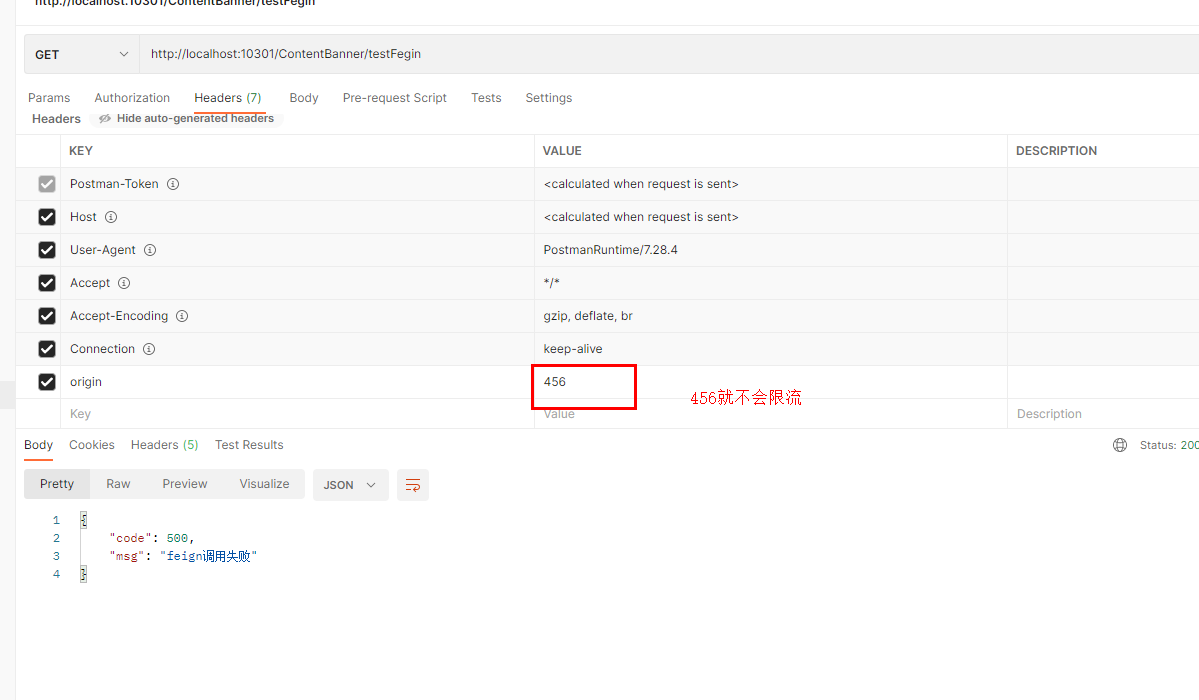 http://localhost:10301/ContentBanner/testFegin
GET http://localhost:10301/ContentBanner/testFegin
Params Authorization Headers (7) Body Pre-request Script Tests Settings
Headers Hide auto-generated headers
KEY VALUE DESCRIPTION
Postman-Token <calculated when request is sent>
Host <calculated when request is sent>
User-Agent PostmanRuntime/7.28.4
Accept */*
Accept-Encoding gzip, deflate, br
Connection keep-alive
origin 456
456就不会限流
Key Value Description
Body Cookies Headers (5) Test Results Status: 200
Pretty Raw Preview Visualize JSON
1 {
2 "code": 500,
3 "msg": "feign调用失败"
4 }